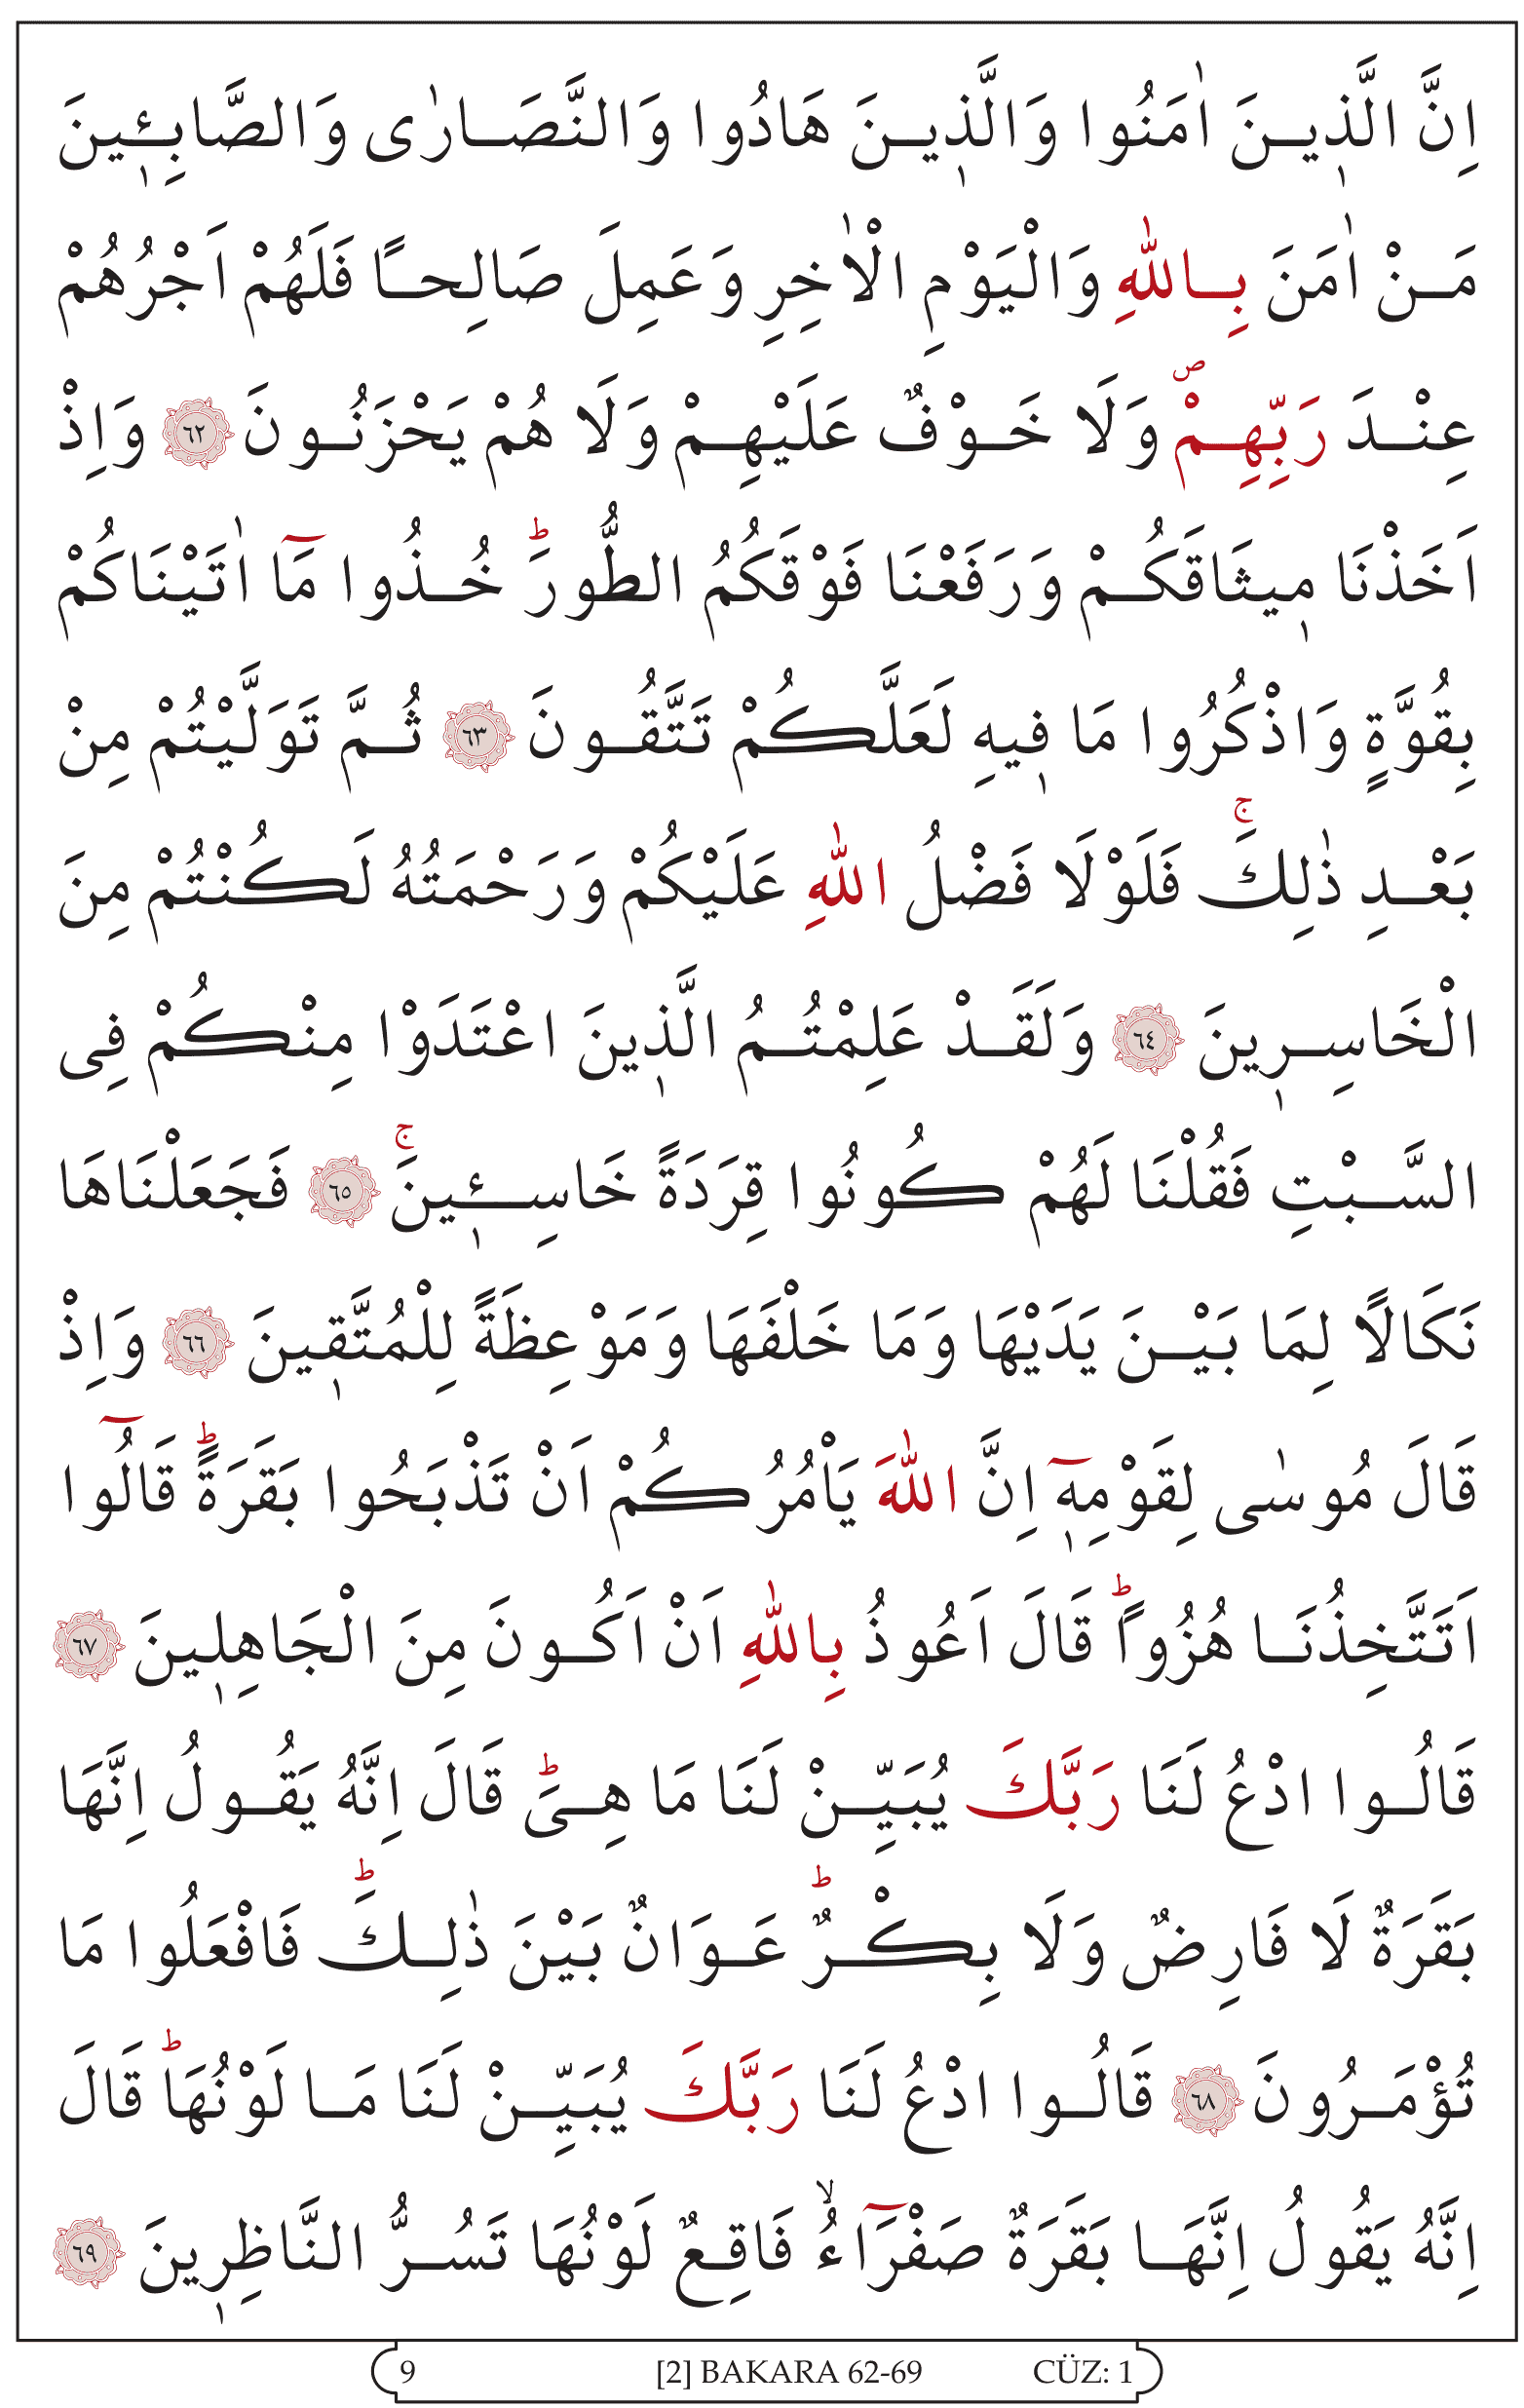 اِنَّ الَّذ۪ينَ اٰمَنُوا وَالَّذ۪ينَ هَادُوا وَالنَّصَارٰى وَالصَّابِـ۪ٔينَ
مَنْ اٰمَنَ بِاللّٰهِ وَالْيَوْمِ الْاٰخِرِ وَعَمِلَ صَالِحًا فَلَهُمْ اَجْرُهُمْ
عِنْدَ رَبِّهِمْۖ وَلَا خَوْفٌ عَلَيْهِمْ وَلَا هُمْ يَحْزَنُونَ ٦٢ وَاِذْ
اَخَذْنَا م۪يثَاقَكُمْ وَرَفَعْنَا فَوْقَكُمُ الطُّورَۜ خُذُوا مَٓا اٰتَيْنَاكُمْ
بِقُوَّةٍ وَاذْكُرُوا مَا ف۪يهِ لَعَلَّكُمْ تَتَّقُونَ ٦٣ ثُمَّ تَوَلَّيْتُمْ مِنْ
بَعْدِ ذٰلِكَۚ فَلَوْلَا فَضْلُ اللّٰهِ عَلَيْكُمْ وَرَحْمَتُهُ لَكُنْتُمْ مِنَ
الْخَاسِر۪ينَ ٦٤ وَلَقَدْ عَلِمْتُمُ الَّذ۪ينَ اعْتَدَوْا مِنْكُمْ فِى
السَّبْتِ فَقُلْنَا لَهُمْ كُونُوا قِرَدَةً خَاسِـ۪ٔينَۚ ٦٥ فَجَعَلْنَاهَا
نَكَالًا لِمَا بَيْنَ يَدَيْهَا وَمَا خَلْفَهَا وَمَوْعِظَةً لِلْمُتَّق۪ينَ ٦٦ وَاِذْ
قَالَ مُوسٰى لِقَوْمِه۪ٓ اِنَّ اللّٰهَ يَاْمُرُكُمْ اَنْ تَذْبَحُوا بَقَرَةًۜ قَالُٓوا
اَتَتَّخِذُنَا هُزُواًۜ قَالَ اَعُوذُ بِاللّٰهِ اَنْ اَكُونَ مِنَ الْجَاهِل۪ينَ ٦٧
قَالُوا ادْعُ لَنَا رَبَّكَ يُبَيِّنْ لَنَا مَا هِىَۜ قَالَ اِنَّهُ يَقُولُ اِنَّهَا
بَقَرَةٌ لَا فَارِضٌ وَلَا بِكْرٌۜ عَوَانٌ بَيْنَ ذٰلِكَۜ فَافْعَلُوا مَا
تُؤْمَرُونَ ٦٨ قَالُوا ادْعُ لَنَا رَبَّكَ يُبَيِّنْ لَنَا مَا لَوْنُهَاۜ قَالَ
اِنَّهُ يَقُولُ اِنَّهَا بَقَرَةٌ صَفْرَٓاءُۙ فَاقِعٌ لَوْنُهَا تَسُرُّ النَّاظِر۪ينَ ٦٩
9 [2] BAKARA 62-69 CÜZ: 1